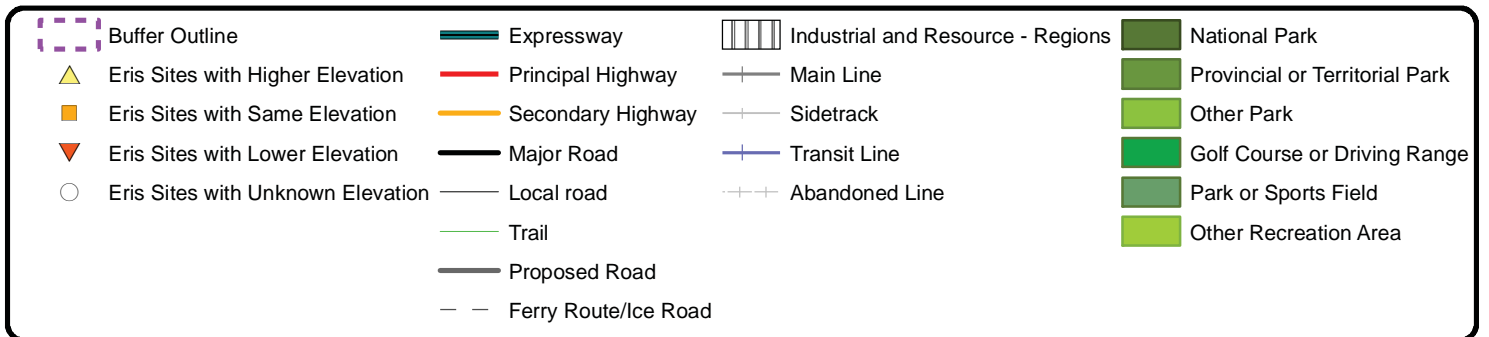 Buffer Outline
Eris Sites with Higher Elevation
Eris Sites with Same Elevation
Eris Sites with Lower Elevation
Eris Sites with Unknown Elevation
Expressway
Principal Highway
Secondary Highway
Major Road
Local road
Trail
Proposed Road
Ferry Route/Ice Road
Industrial and Resource - Regions
Main Line
Sidetrack
Transit Line
Abandoned Line
National Park
Provincial or Territorial Park
Other Park
Golf Course or Driving Range
Park or Sports Field
Other Recreation Area